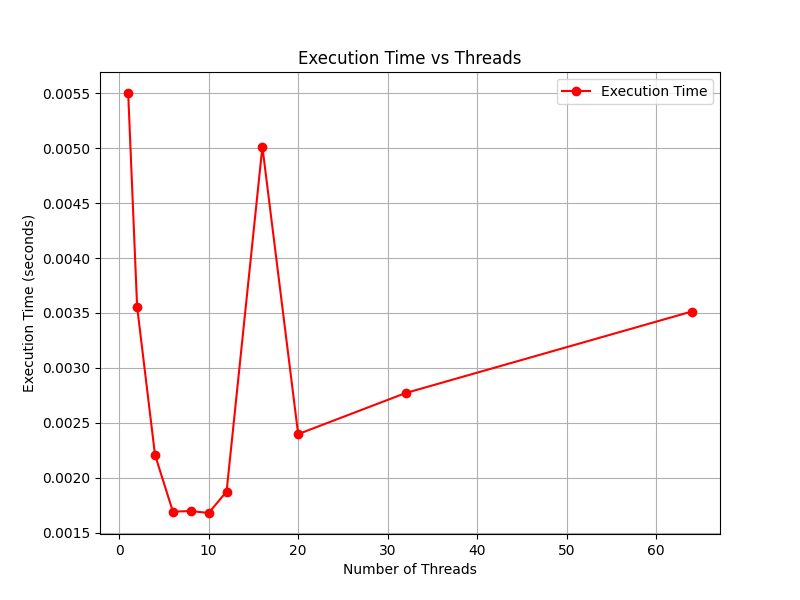 Execution Time vs Threads
Execution Time
0.0055
0.0050
0.0045
0.0040
0.0035
0.0030
0.0025
0.0020
0.0015
Execution Time (seconds)
0 10 20 30 40 50 60
Number of Threads